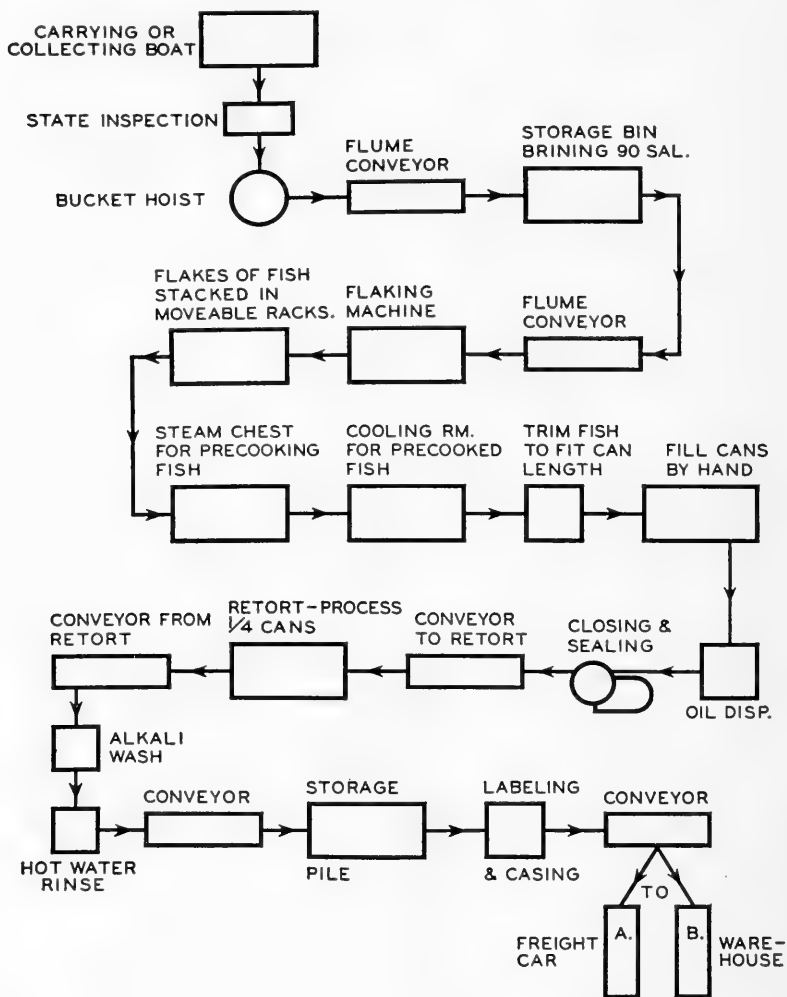 CARRYING OR
COLLECTING BOAT
STATE INSPECTION
BUCKET HOIST
FLUME
CONVEYOR
STORAGE BIN
BRINING 90 SAL.
FLAKES OF FISH
STACKED IN
MOVEABLE RACKS.
FLAKING
MACHINE
FLUME
CONVEYOR
STEAM CHEST
FOR PRECOOKING
FISH
COOLING RM.
FOR PRECOOKED
FISH
TRIM FISH
TO FIT CAN
LENGTH
FILL CANS
BY HAND
CONVEYOR FROM
RETORT
RETORT-PROCESS
1/4 CANS
CONVEYOR
TO RETORT
CLOSING &
SEALING
OIL DISP.
ALKALI
WASH
HOT WATER
RINSE
CONVEYOR
STORAGE
PILE
LABELING
& CASING
CONVEYOR
TO
FREIGHT
CAR
A.
B.
WARE-
HOUSE